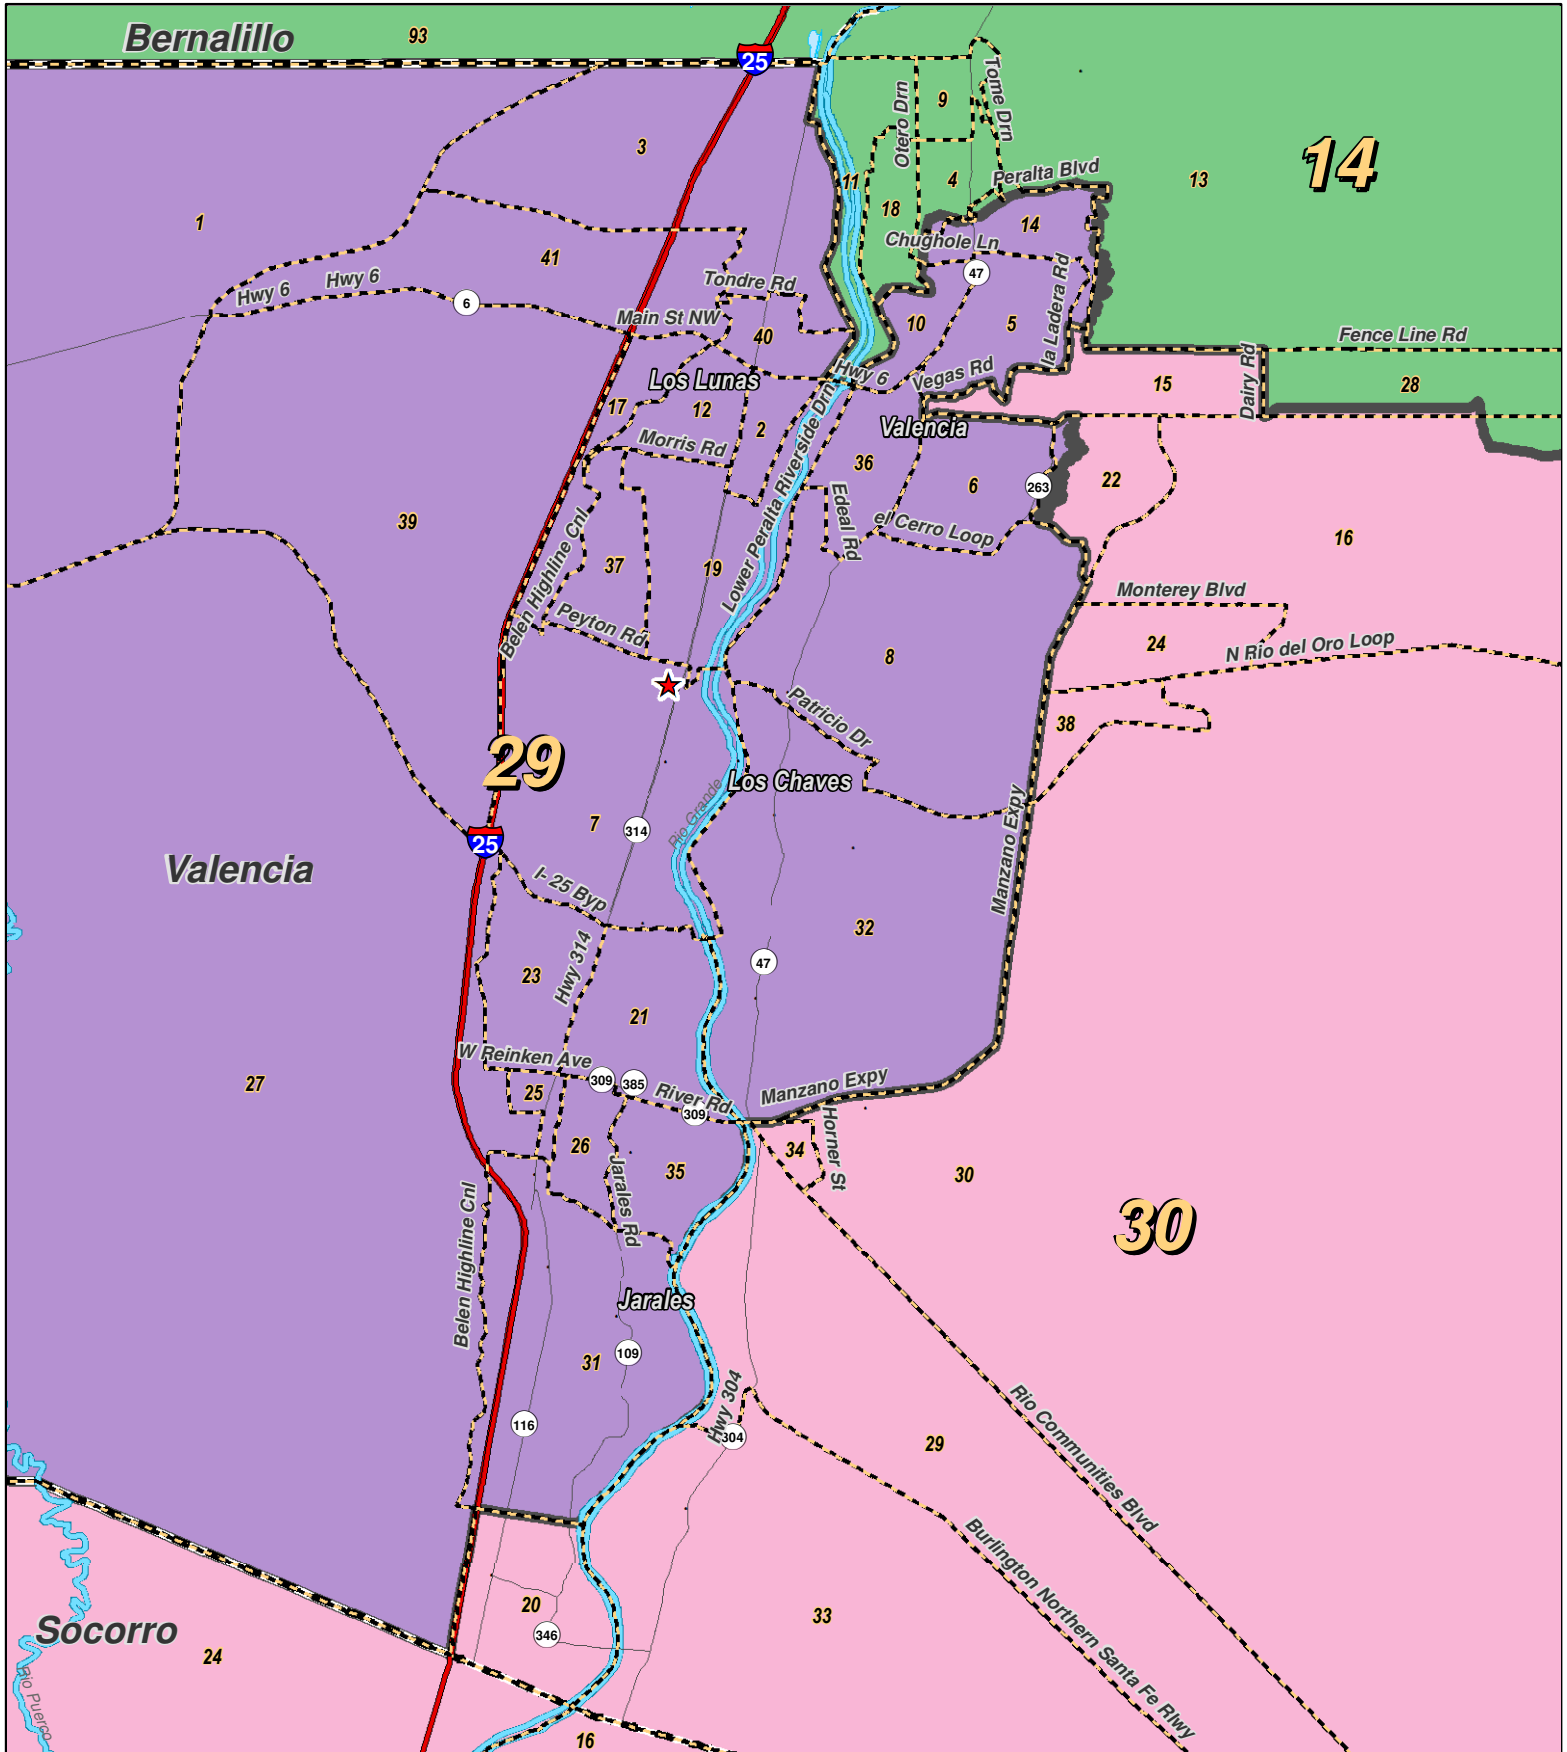 Bernalillo
93
25
Tome Drn
9
Otero Drn
14
3
Peralta Blvd
13
11
4
18
1
14
Chughole Ln
41
47
Hwy 6
Hwy 6
Tondre Rd
6
Main St NW
10
5
la Ladera Rd
40
Fence Line Rd
Hwy 6
Vegas Rd
Los Lunas
15
Dairy Rd
28
17
12
2
Valencia
Morris Rd
36
6
263
22
Lower Peralta Riverside Drn
39
Edeal Rd
el Cerro Loop
16
Belen Highline Cnl
37
19
Monterey Blvd
Peyton Rd
8
24
N Rio del Oro Loop
Patricio Dr
38
29
Los Chaves
Rio Grande
7
314
25
Manzano Expy
Valencia
I- 25 Byp
32
Hwy 314
47
23
21
W Reinken Ave
27
309
385
25
River Rd
309
Manzano Expy
Horner St
26
35
34
30
Jarales Rd
30
Belen Highline Cnl
Jarales
31
109
Hwy 304
116
304
29
Rio Communities Blvd
Burlington Northern Santa Fe Rlwy
20
33
346
Socorro
24
Rio Puerco
16